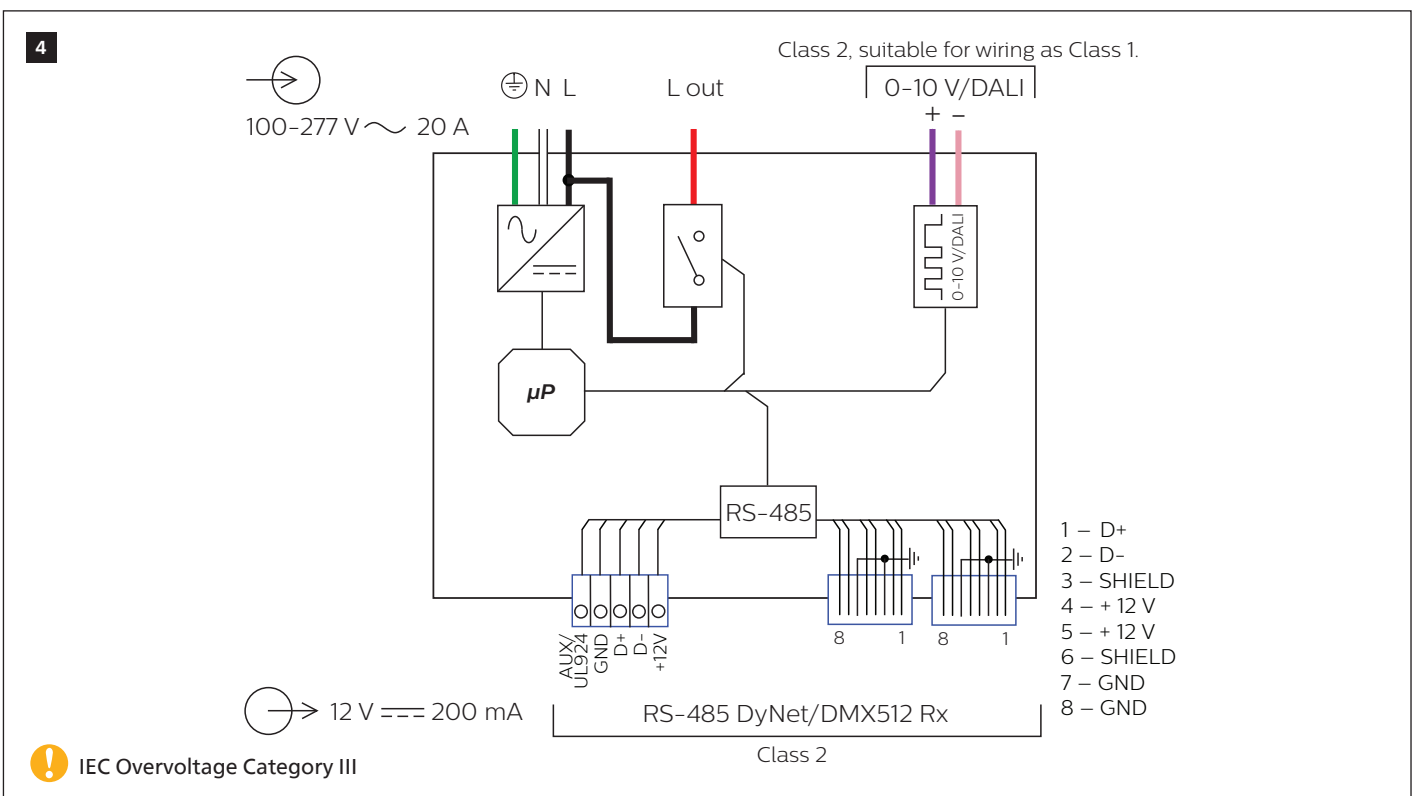 4
Class 2, suitable for wiring as Class 1.
N L
L out
0-10 V/DALI
+ -
100-277 V 20 A
0-10 V/DALI
µP
RS-485
AUX/
UL924
GND
D+
D-
+12V
8 1
8 1
1 – D+
2 – D-
3 – SHIELD
4 – + 12 V
5 – + 12 V
6 – SHIELD
7 – GND
8 – GND
12 V 200 mA
RS-485 DyNet/DMX512 Rx
Class 2
! IEC Overvoltage Category III